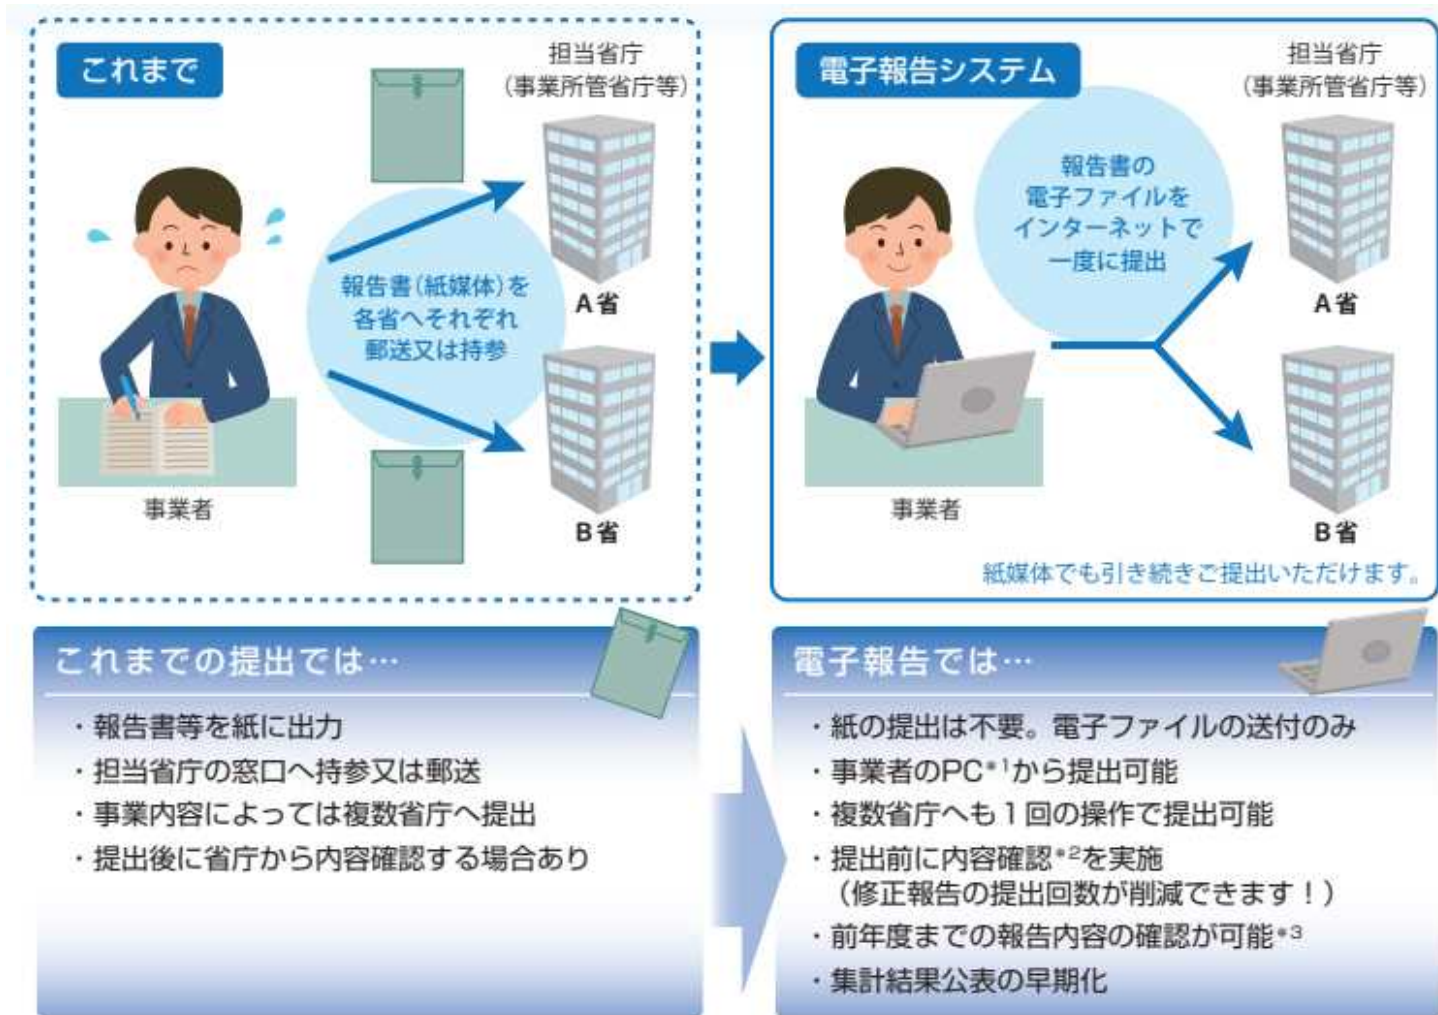 これまで
担当省庁
（事業所管省庁等）
報告書（紙媒体）を
各省へそれぞれ
郵送又は持参
A省
B省
事業者
電子報告システム
担当省庁
（事業所管省庁等）
報告書の
電子ファイルを
インターネットで
一度に提出
A省
B省
事業者
紙媒体でも引き続きご提出いただけます。
これまでの提出では…
・報告書等を紙に出力
・担当省庁の窓口へ持参又は郵送
・事業内容によっては複数省庁へ提出
・提出後に省庁から内容確認する場合あり
電子報告では…
・紙の提出は不要。電子ファイルの送付のみ
・事業者のPC*1から提出可能
・複数省庁へも1回の操作で提出可能
・提出前に内容確認*2を実施
（修正報告の提出回数が削減できます！）
・前年度までの報告内容の確認が可能*3
・集計結果公表の早期化